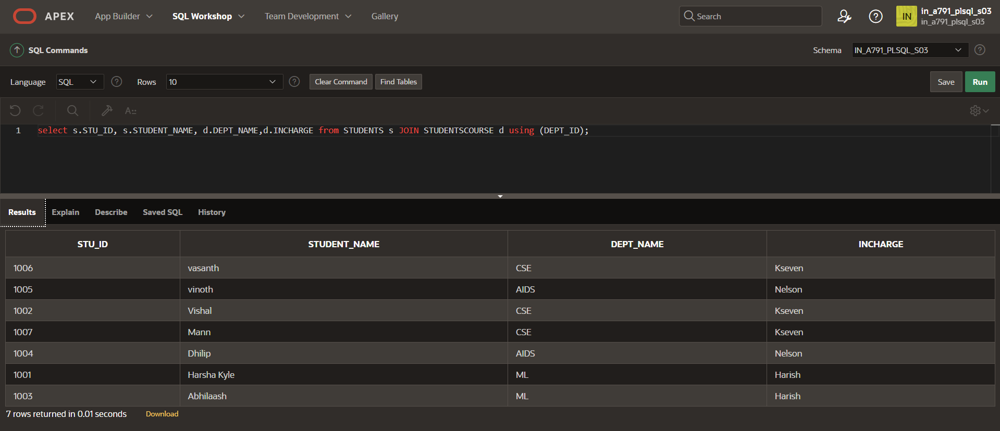 APEX App Builder SQL Workshop Team Development Gallery Search IN in_a791_plsql_s03
in_a791_plsql_s03
SQL Commands Schema IN_A791_PLSQL_S03
Language SQL Rows 10 Clear Command Find Tables Save Run
A::
1 select s.STU_ID, s.STUDENT_NAME, d.DEPT_NAME,d.INCHARGE from STUDENTS s JOIN STUDENTSCOURSE d using (DEPT_ID);
Results Explain Describe Saved SQL History
STU_ID STUDENT_NAME DEPT_NAME INCHARGE
1006 vasanth CSE Kseven
1005 vinoth AIDS Nelson
1002 Vishal CSE Kseven
1007 Mann CSE Kseven
1004 Dhilip AIDS Nelson
1001 Harsha Kyle ML Harish
1003 Abhilaash ML Harish
7 rows returned in 0.01 seconds Download